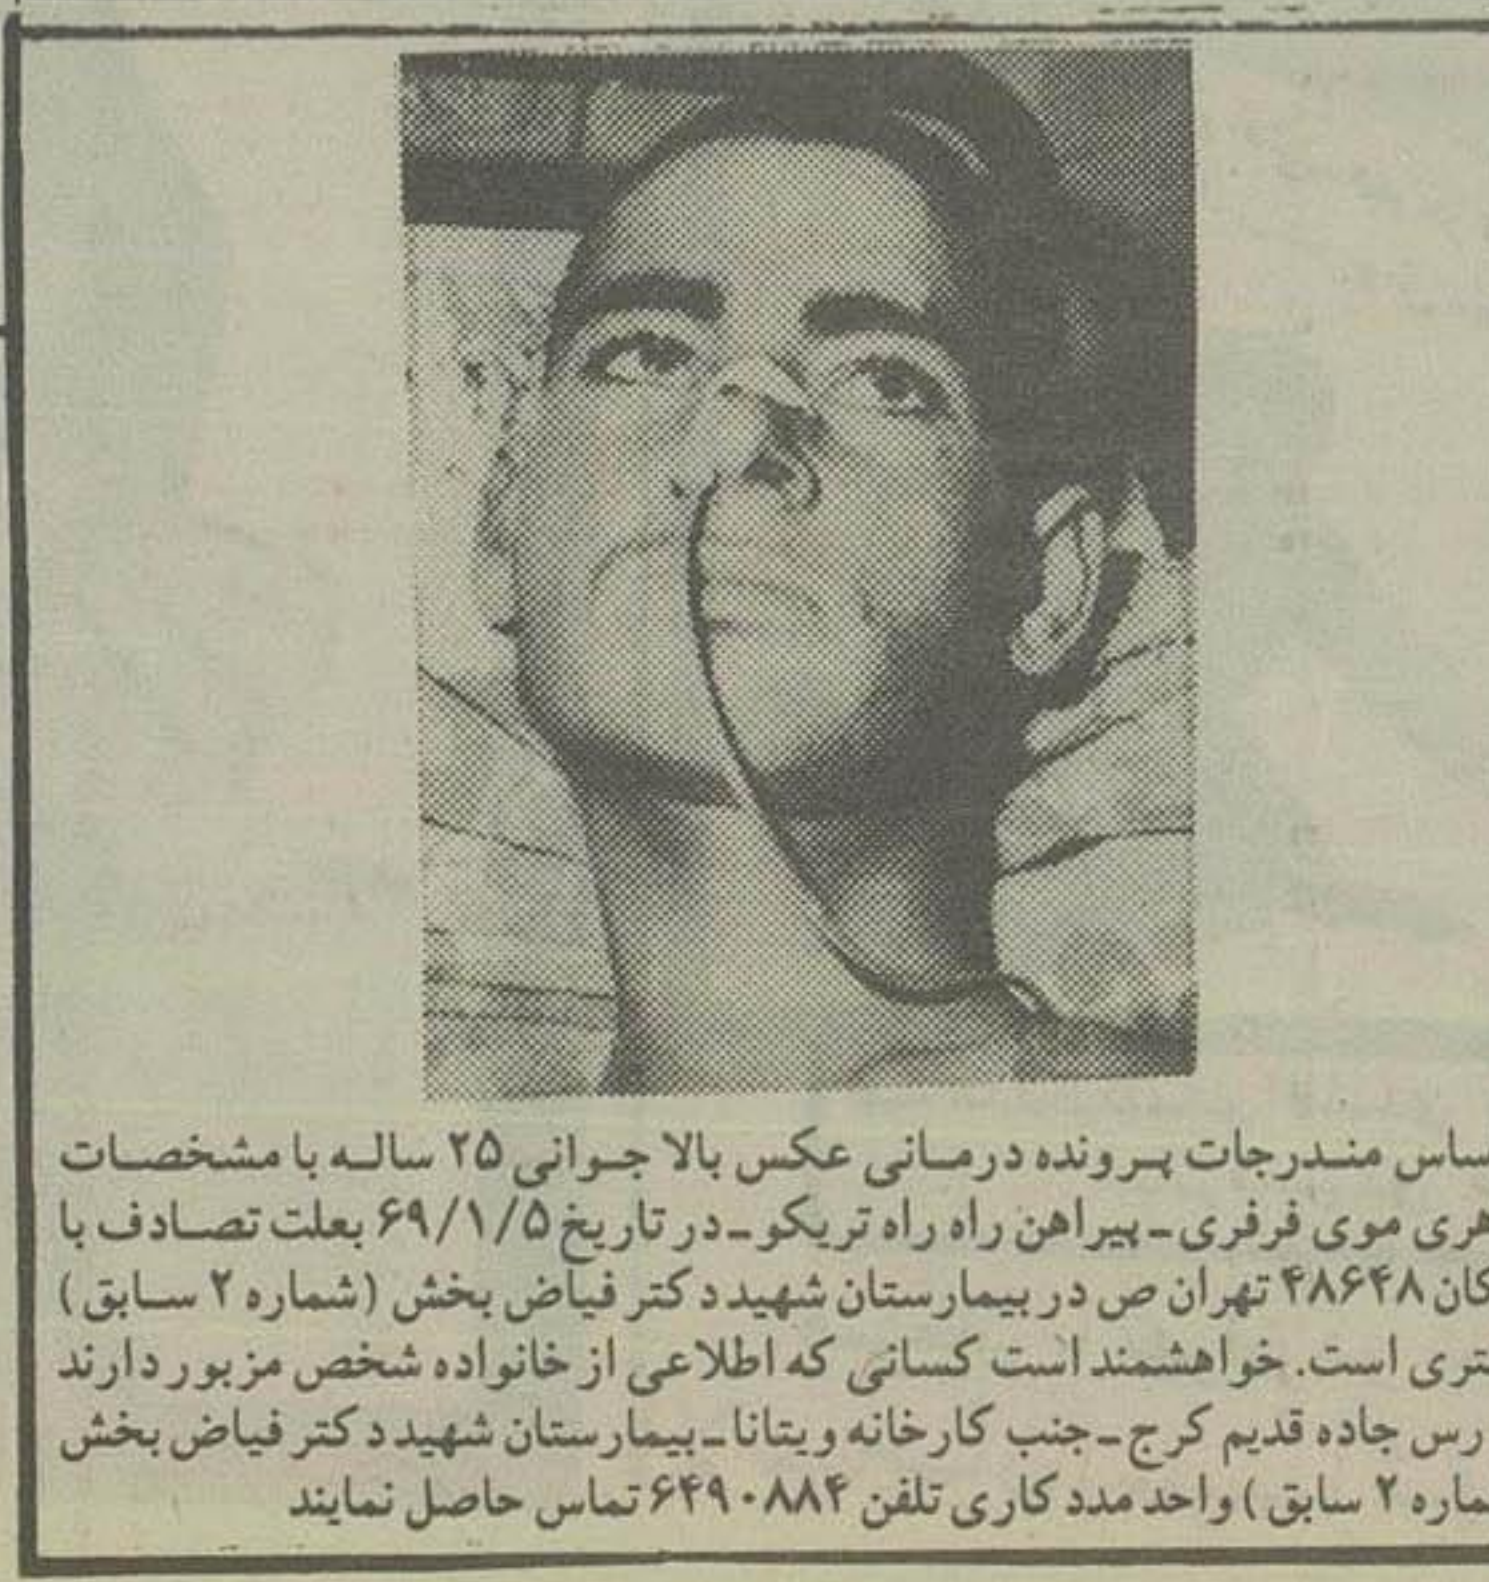 ساس مندرجات پرونده درمانی عکس بالا جوانی ۲۵ ساله با مشخصات
هری موی فرفری ـ پیراهن راه راه تریکو ـ در تاریخ ۶۹/۱/۵ بعلت تصادف با
کان ۴۸۶۴۸ تهران ص در بیمارستان شهید دکتر فیاض بخش (شماره ۲ سابق)
تری است. خواهشمند است کسانی که اطلاعی از خانواده شخص مزبور دارند
رس جاده قدیم کرج ـ جنب کارخانه ویتانا ـ بیمارستان شهید دکتر فیاض بخش
ماره ۲ سابق) واحد مددکاری تلفن ۶۴۹۰۸۸۴ تماس حاصل نمایند